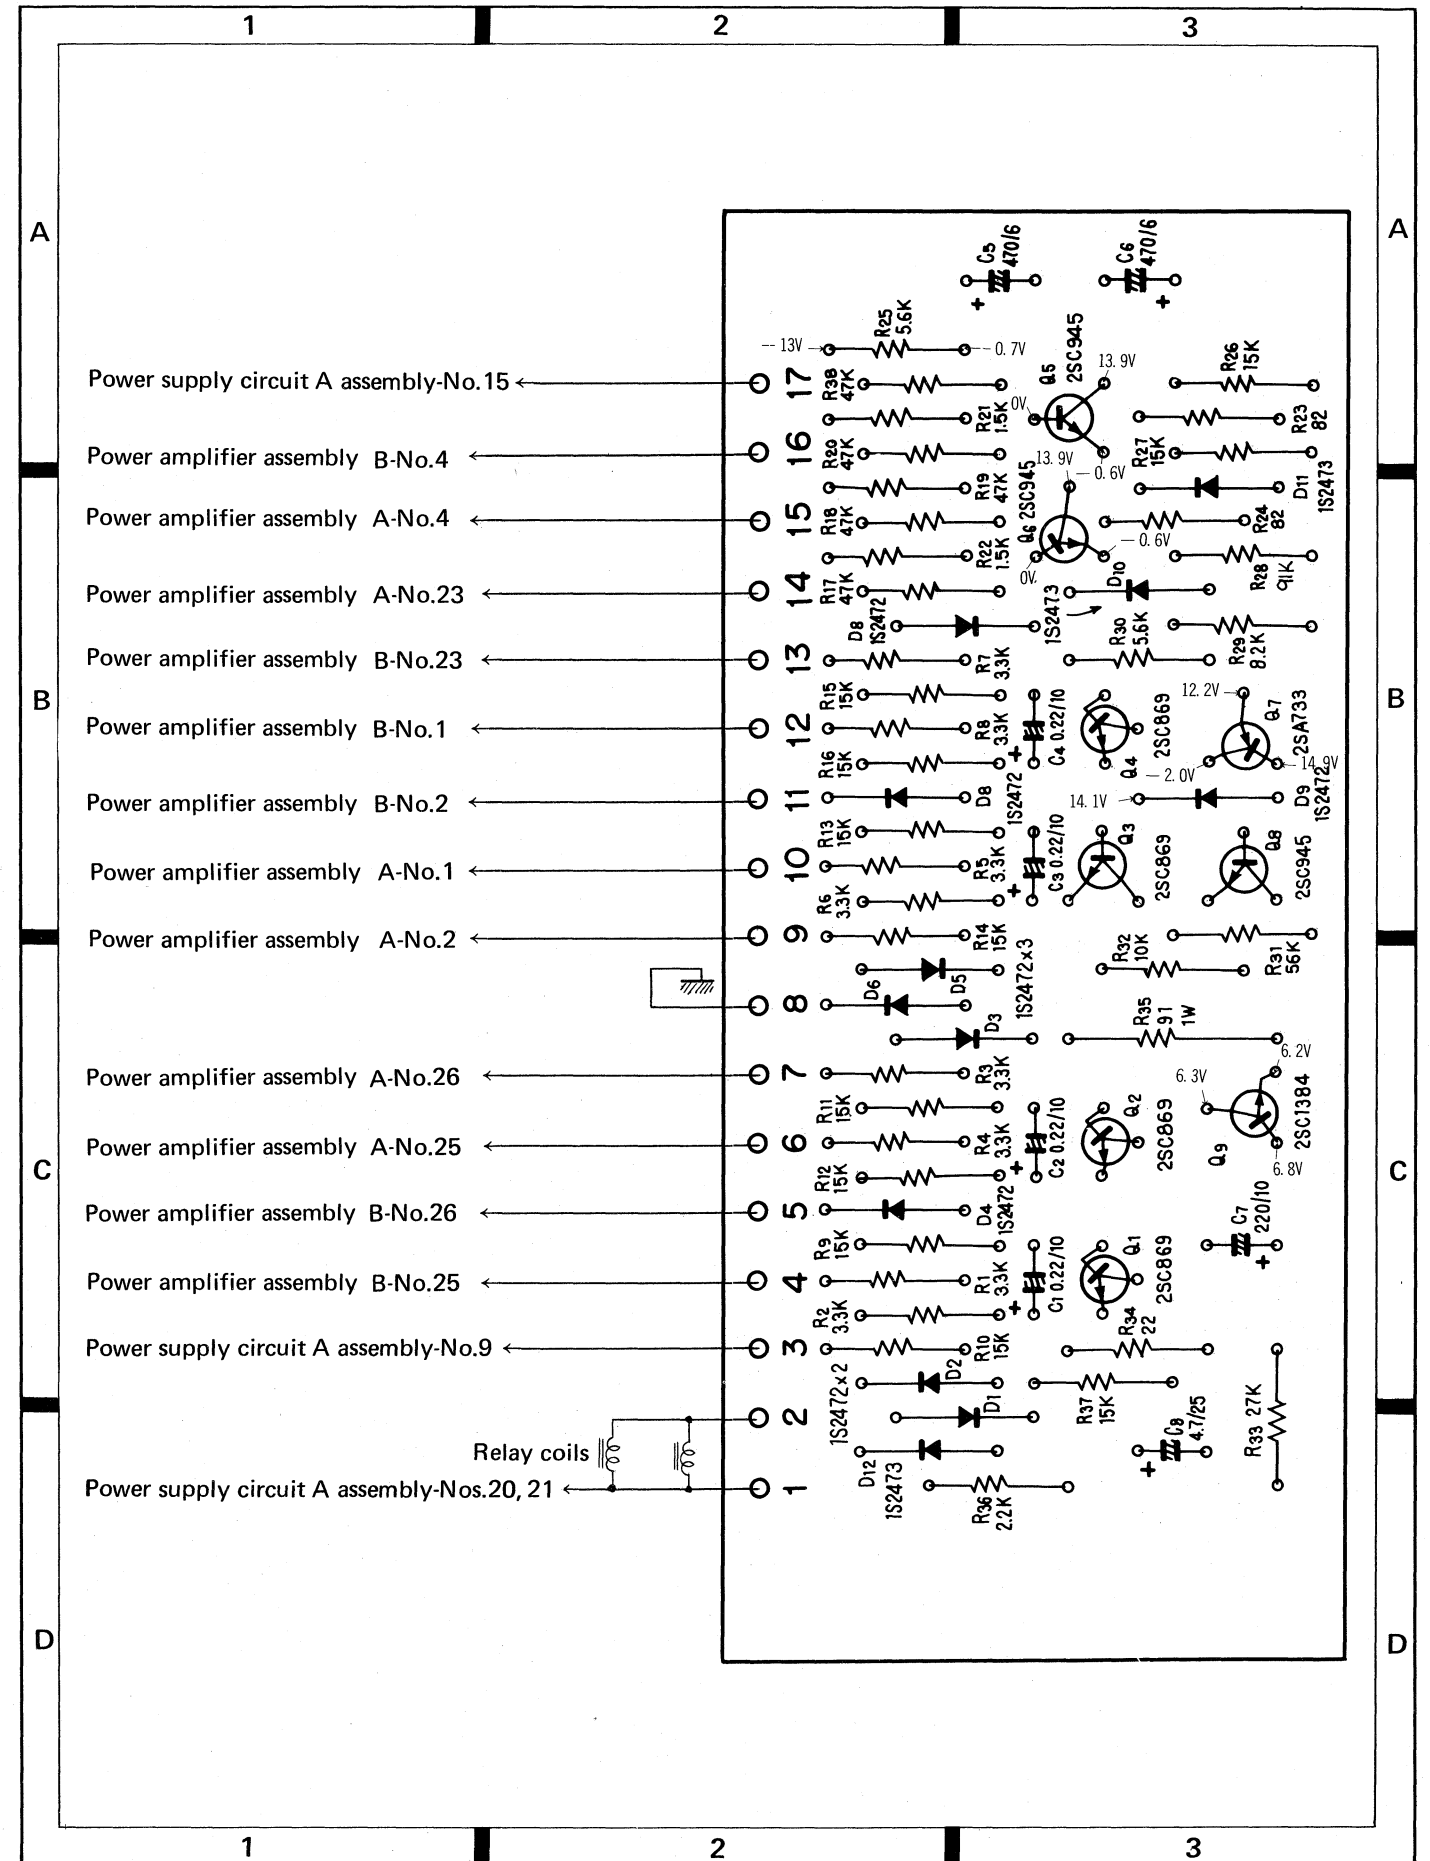 1 2 3
A A
C5
470/6
C6
470/6
R25
5.6K
-- 13V
-- 0.7V
2SC945
Q5
13.9V
R26
15K
Power supply circuit A assembly-No.15
17
R38
47K
R21
1.5K
0V
R23
82
Power amplifier assembly B-No.4
16
R20
47K
13.9V
— 0.6V
R27
15K
R19
47K
Q6 2SC945
D11
1S2473
Power amplifier assembly A-No.4
15
R18
47K
R24
82
R22
1.5K
0V.
— 0.6V
R28
91K
Power amplifier assembly A-No.23
14
R17
47K
D10
1S2473
D8
1S2472
R30
5.6K
R29
8.2K
Power amplifier assembly B-No.23
13
R7
3.3K
B B
R15
15K
12.2V
Power amplifier assembly B-No.1
12
R8
3.3K
C4 0.22/10
2SC869
Q4
Q7
2SA733
R16
15K
— 2.0V
— 14.9V
Power amplifier assembly B-No.2
11
D8
1S2472
14.1V
D9
1S2472
R13
15K
Q3
Q8
Power amplifier assembly A-No.1
10
R5
3.3K
C3 0.22/10
2SC869
2SC945
R6
3.3K
Power amplifier assembly A-No.2
9
R14
15K
R32
10K
R31
56K
D5
1S2472x3
8
D6
D3
R35
91
1W
Power amplifier assembly A-No.26
7
R3
3.3K
6.2V
6.3V
R11
15K
Q2
2SC1384
Power amplifier assembly A-No.25
6
R4
3.3K
C2 0.22/10
2SC869
Q9
6.8V
C C
R12
15K
Power amplifier assembly B-No.26
5
D4
1S2472
C7
220/10
R9
15K
Q1
Power amplifier assembly B-No.25
4
R1
3.3K
C1 0.22/10
2SC869
R2
3.3K
R34
22
Power supply circuit A assembly-No.9
3
R10
15K
D2
1S2472x2
D1
R37
15K
C8
4.7/25
R33 27K
2
Relay coils
D12
1S2473
R36
2.2K
Power supply circuit A assembly-Nos.20, 21
1
D D
1 2 3